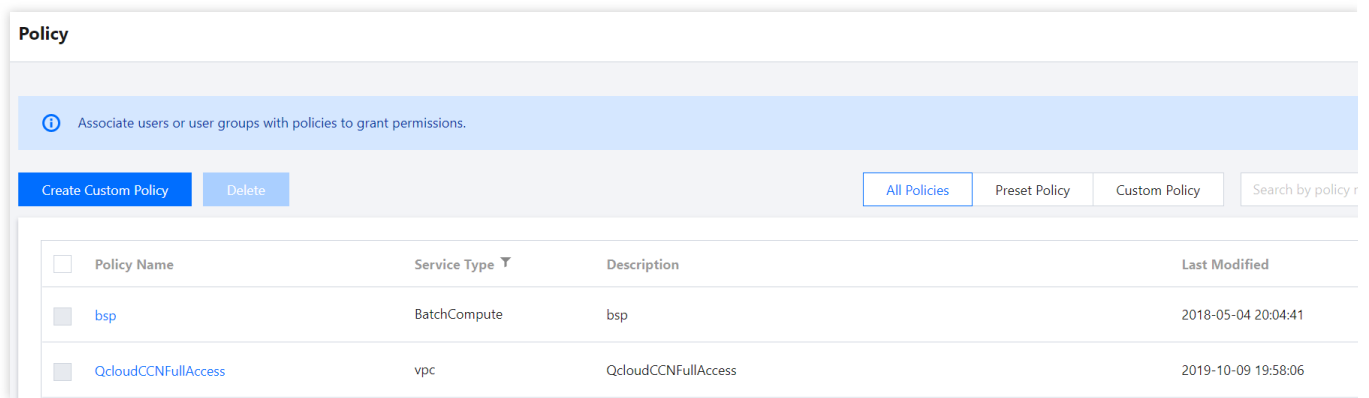 Policy
Associate users or user groups with policies to grant permissions.
Create Custom Policy Delete All Policies Preset Policy Custom Policy Search by policy
Policy Name Service Type Description Last Modified
bsp BatchCompute bsp 2018-05-04 20:04:41
QcloudCCNFullAccess vpc QcloudCCNFullAccess 2019-10-09 19:58:06